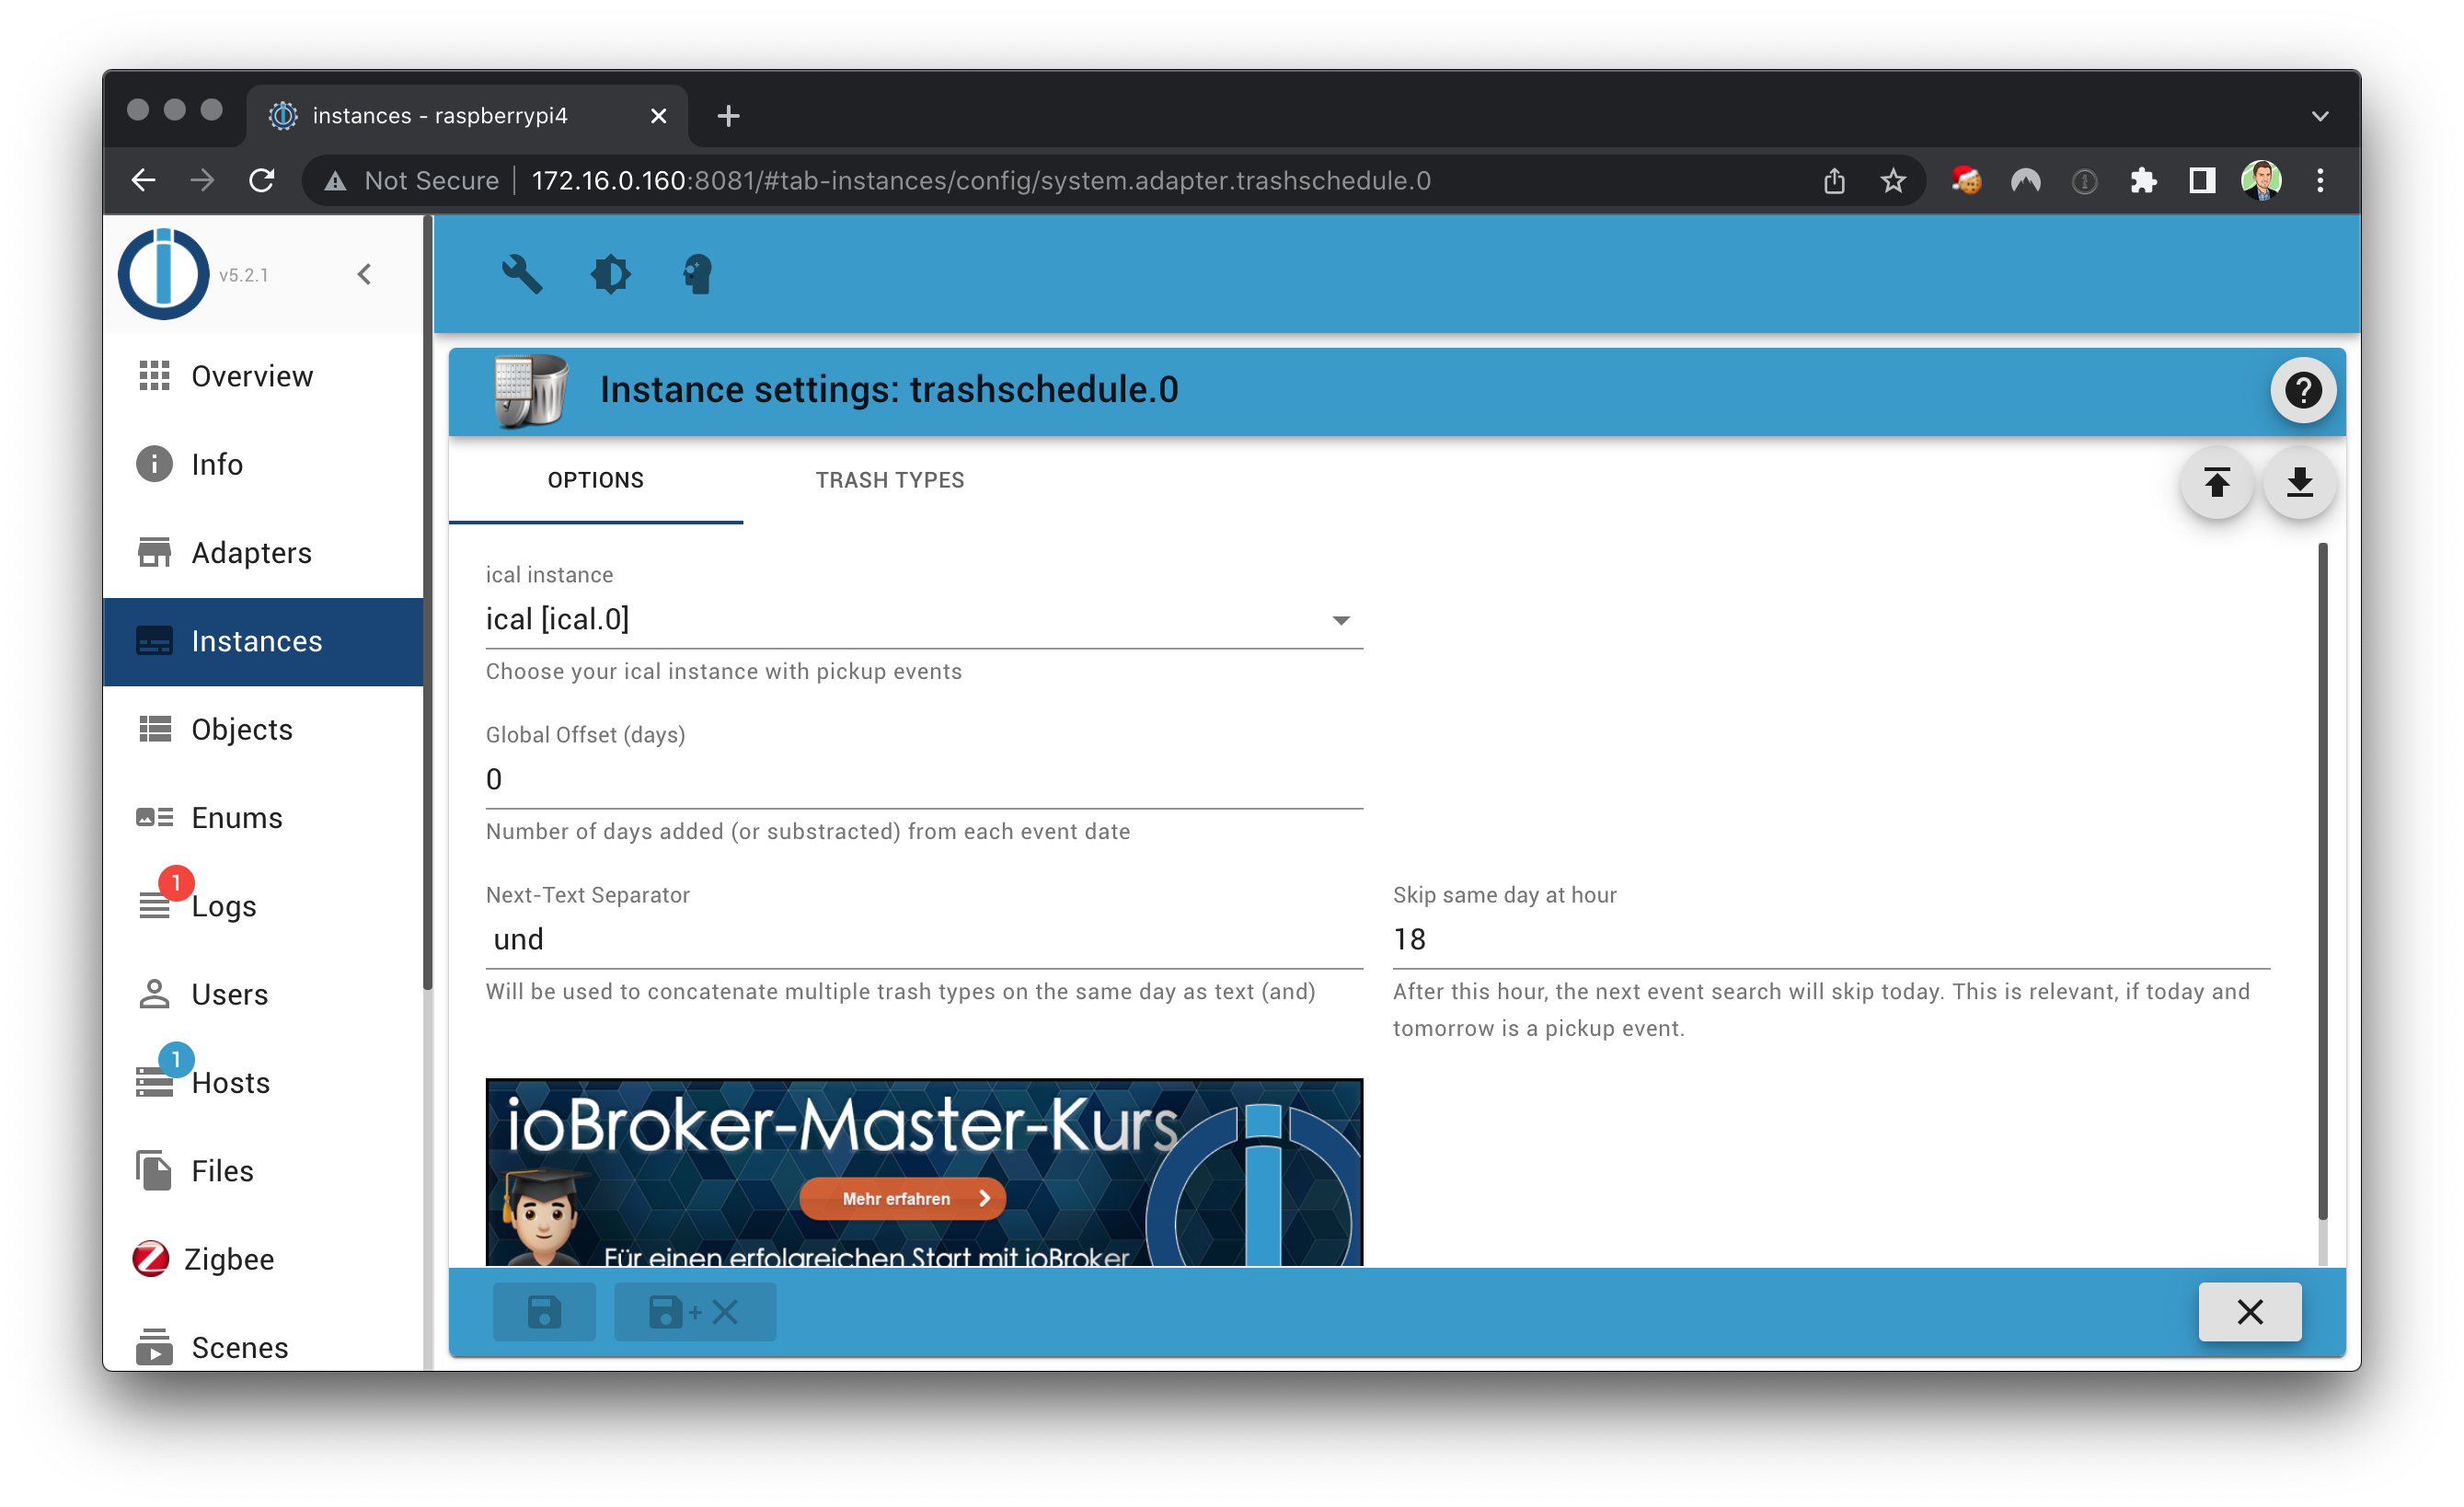 instances - raspberrypi4
Not Secure
172.16.0.160:8081/#tab-instances/config/system.adapter.trashschedule.0
v5.2.1
Overview
Info
Adapters
Instances
Objects
Enums
1
Logs
Users
1
Hosts
Files
Zigbee
Scenes
Instance settings: trashschedule.0
OPTIONS
TRASH TYPES
ical instance
ical [ical.0]
Choose your ical instance with pickup events
Global Offset (days)
0
Number of days added (or substracted) from each event date
Next-Text Separator
und
Will be used to concatenate multiple trash types on the same day as text (and)
Skip same day at hour
18
After this hour, the next event search will skip today. This is relevant, if today and
tomorrow is a pickup event.
ioBroker-Master-Kurs
Mehr erfahren
Für einen erfolgreichen Start mit ioBroker